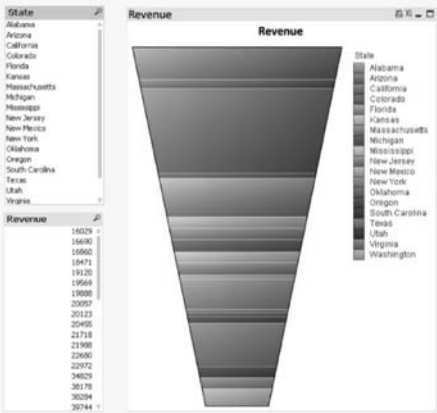 State
Alabama
Arizona
California
Colorado
Florida
Kansas
Massachusetts
Michigan
Mississippi
New Jersey
New Mexico
New York
Oklahoma
Oregon
South Carolina
Texas
Utah
Virginia
Revenue
16029
16690
16860
18471
19120
19569
19888
20057
20123
20455
21718
21988
22680
22972
34829
38178
38284
39744
Revenue
XL
Revenue
State
Alabama
Arizona
California
Colorado
Florida
Kansas
Massachusetts
Michigan
Mississippi
New Jersey
New Mexico
New York
Oklahoma
Oregon
South Carolina
Texas
Utah
Virginia
Washington